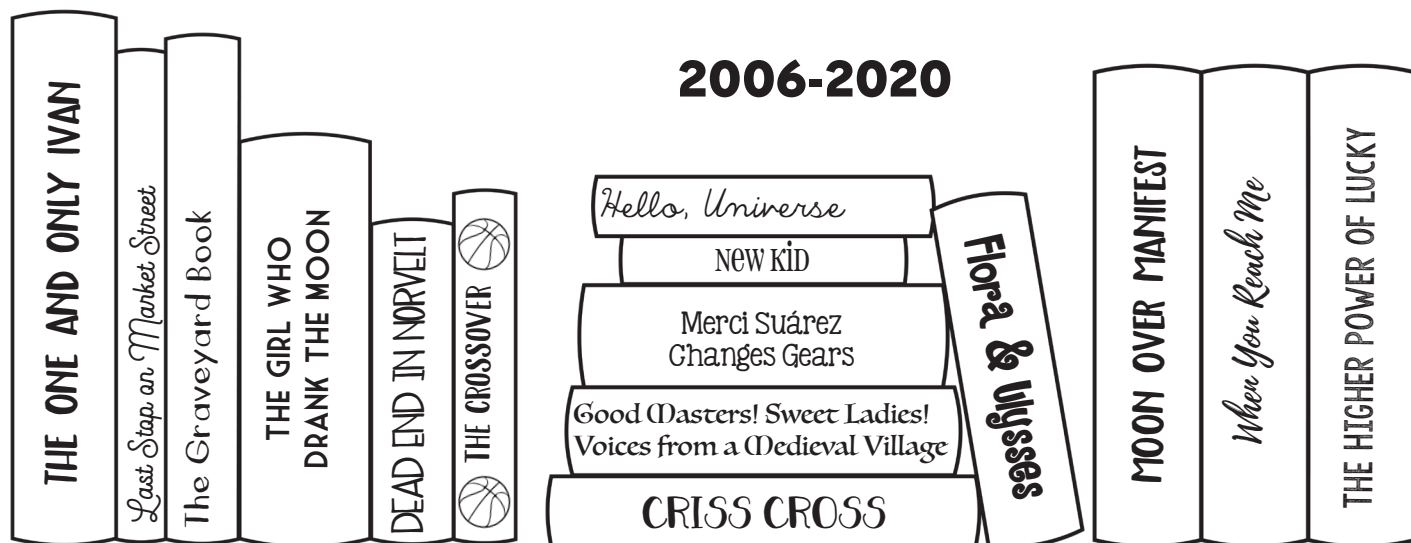 2006-2020
THE ONE AND ONLY IVAN
Last Stop on Market Street
The Graveyard Book
THE GIRL WHO
DRANK THE MOON
DEAD END IN NORVELT
THE CROSSOVER
Hello, Universe
NEW KiD
Merci Suárez
Changes Gears
Good Masters! Sweet Ladies!
Voices from a Medieval Village
CRISS CROSS
Flora & Ulysses
MOON OVER MANIFEST
When You Reach Me
THE HIGHER POWER OF LUCKY